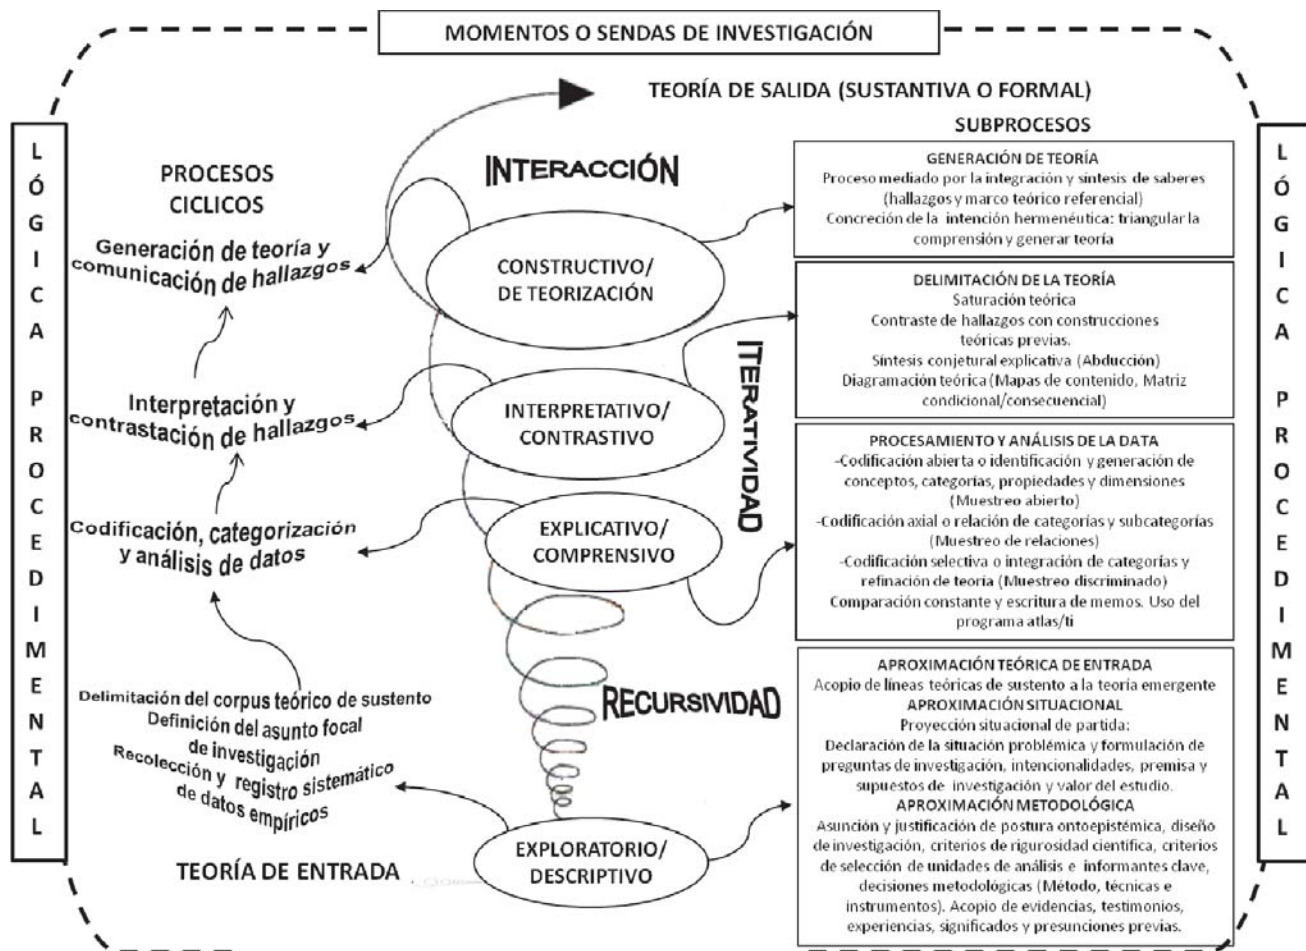 MOMENTOS O SENDAS DE INVESTIGACIÓN
TEORÍA DE SALIDA (SUSTANTIVA O FORMAL)
LÓGICA PROCEDIMENTAL
PROCESOS
CICLICOS
Generación de teoría y
comunicación de hallazgos
Interpretación y
contrastación de hallazgos
Codificación, categorización
y análisis de datos
Delimitación del corpus teórico de sustento
Definición del asunto focal
de investigación
Recolección y registro sistemático
de datos empíricos
TEORÍA DE ENTRADA
INTERACCIÓN
CONSTRUCTIVO/
DE TEORIZACIÓN
ITERATIVIDAD
INTERPRETATIVO/
CONTRASTIVO
EXPLICATIVO/
COMPRENSIVO
RECURSIVIDAD
EXPLORATORIO/
DESCRIPTIVO
SUBPROCESOS
GENERACIÓN DE TEORÍA
Proceso mediado por la integración y síntesis de saberes
(hallazgos y marco teórico referencial)
Concreción de la intención hermenéutica: triangular la
comprensión y generar teoría
DELIMITACIÓN DE LA TEORÍA
Saturación teórica
Contraste de hallazgos con construcciones
teóricas previas.
Síntesis conjetural explicativa (Abducción)
Diagramación teórica (Mapas de contenido, Matriz
condicional/consecuencial)
PROCESAMIENTO Y ANÁLISIS DE LA DATA
-Codificación abierta o identificación y generación de
conceptos, categorías, propiedades y dimensiones
(Muestreo abierto)
-Codificación axial o relación de categorías y subcategorías
(Muestreo de relaciones)
-Codificación selectiva o integración de categorías y
refinación de teoría (Muestreo discriminado)
Comparación constante y escritura de memos. Uso del
programa atlas/ti
APROXIMACIÓN TEÓRICA DE ENTRADA
Acopio de líneas teóricas de sustento a la teoría emergente
APROXIMACIÓN SITUACIONAL
Proyección situacional de partida:
Declaración de la situación problémica y formulación de
preguntas de investigación, intencionalidades, premisa y
supuestos de investigación y valor del estudio.
APROXIMACIÓN METODOLÓGICA
Asunción y justificación de postura ontoepistémica, diseño
de investigación, criterios de rigurosidad científica, criterios
de selección de unidades de análisis e informantes clave,
decisiones metodológicas (Método, técnicas e
instrumentos). Acopio de evidencias, testimonios,
experiencias, significados y presunciones previas.
LÓGICA PROCEDIMENTAL